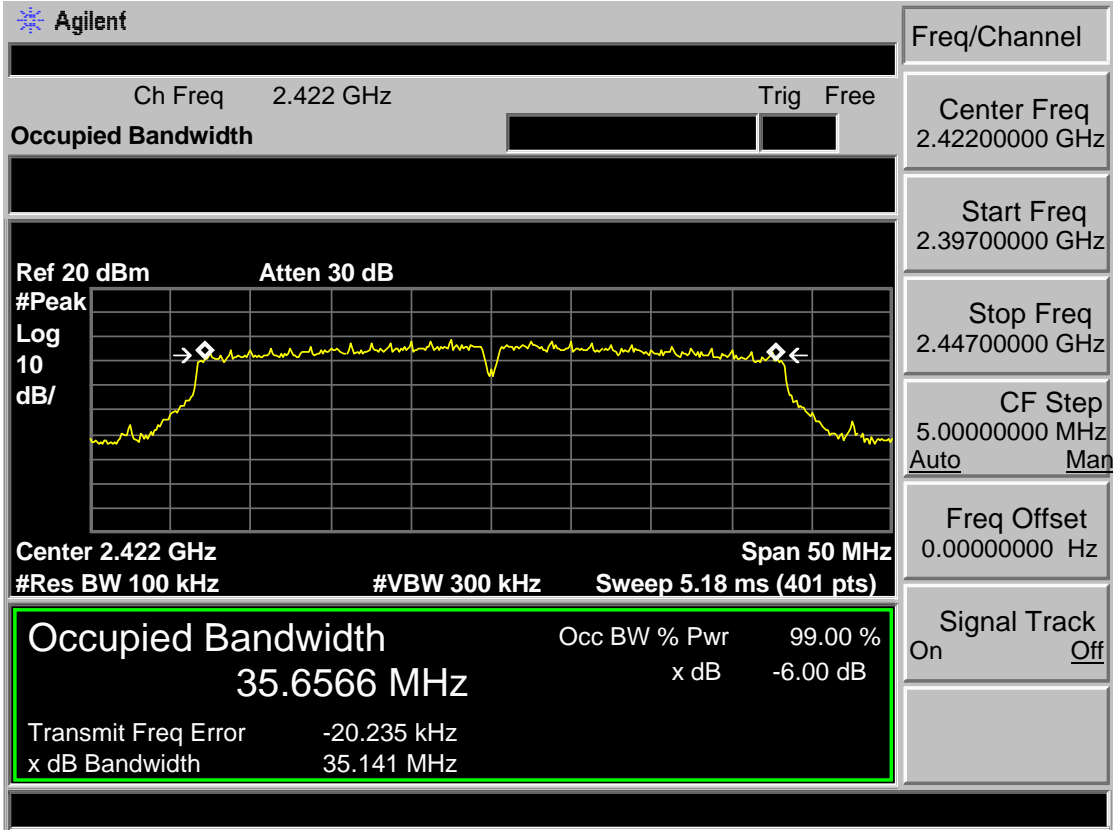 Agilent
Ch Freq 2.422 GHz Trig Free
Occupied Bandwidth
Ref 20 dBm Atten 30 dB
#Peak
Log
10
dB/
Center 2.422 GHz Span 50 MHz
#Res BW 100 kHz #VBW 300 kHz Sweep 5.18 ms (401 pts)
Occupied Bandwidth
35.6566 MHz
Occ BW % Pwr 99.00 %
x dB -6.00 dB
Transmit Freq Error -20.235 kHz
x dB Bandwidth 35.141 MHz
Freq/Channel
Center Freq
2.42200000 GHz
Start Freq
2.39700000 GHz
Stop Freq
2.44700000 GHz
CF Step
5.00000000 MHz
Auto Man
Freq Offset
0.00000000 Hz
Signal Track
On Off